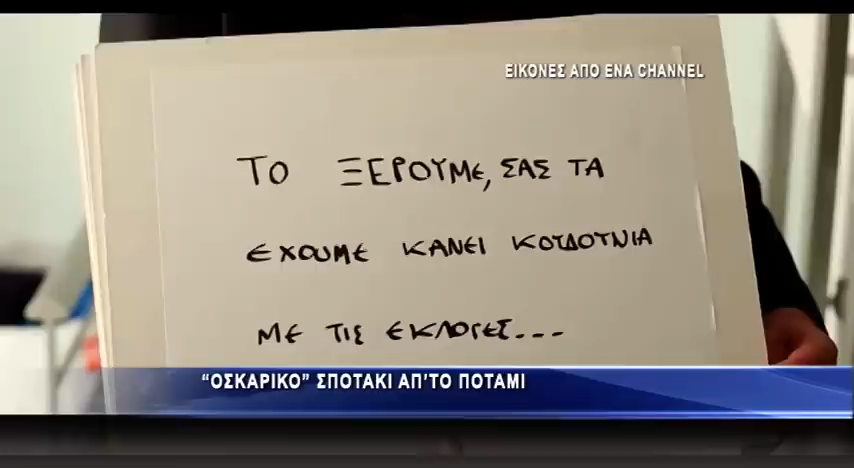 ΕΙΚΟΝΕΣ ΑΠΟ ΕΝΑ CHANNEL
ΤΟ ΞΕΡΟΥΜΕ, ΣΑΣ ΤΑ
ΕΧΟΥΜΕ ΚΑΝΕΙ ΚΟΥΔΟΥΝΙΑ
ΜΕ ΤΙΣ ΕΚΛΟΓΕΣ...
"ΟΣΚΑΡΙΚΟ" ΣΠΟΤΑΚΙ ΑΠ'ΤΟ ΠΟΤΑΜΙ